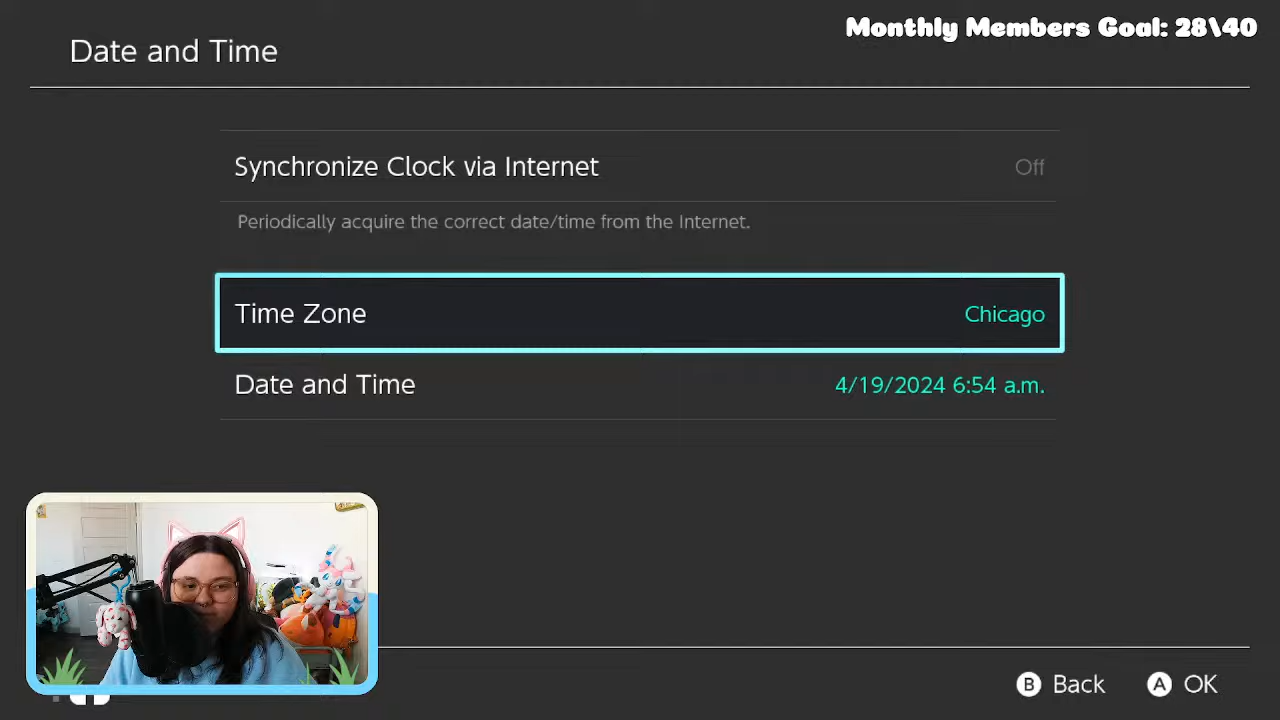 Monthly Members Goal: 28\40
Date and Time
Synchronize Clock via Internet Off
Periodically acquire the correct date/time from the Internet.
Time Zone Chicago
Date and Time 4/19/2024 6:54 a.m.
B Back A OK